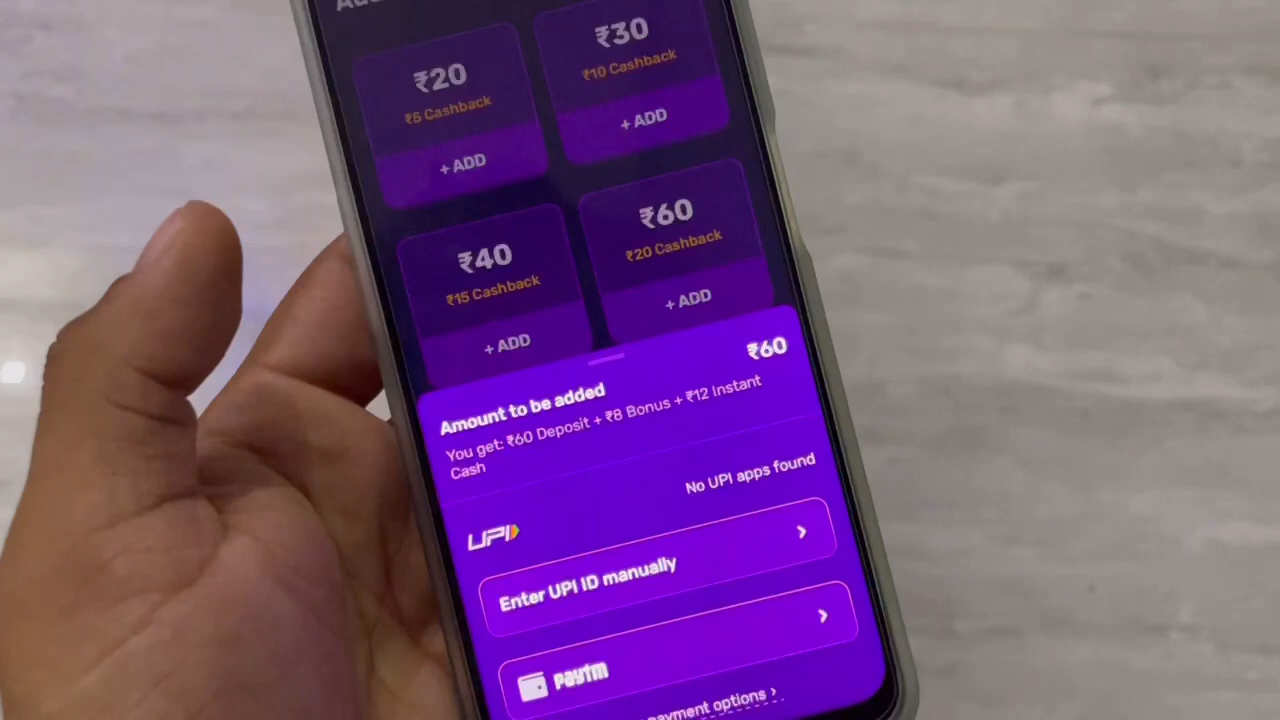 ₹20
₹5 Cashback
+ ADD
₹30
₹10 Cashback
+ ADD
₹40
₹15 Cashback
+ ADD
₹60
₹20 Cashback
+ ADD
Amount to be added
₹60
You get: ₹60 Deposit + ₹8 Bonus + ₹12 Instant
Cash
UPI
No UPI apps found
Enter UPI ID manually
paytm
payment options